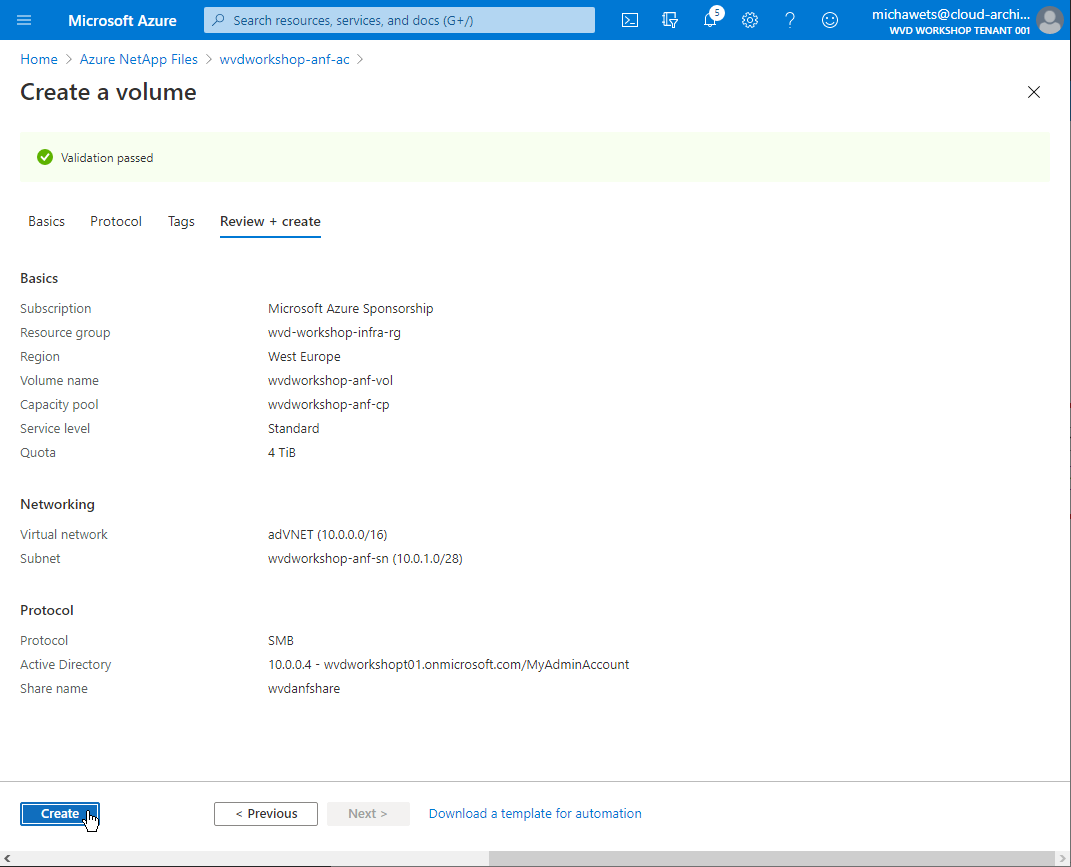 Microsoft Azure
Search resources, services, and docs (G+/)
5
michawets@cloud-archi...
WVD WORKSHOP TENANT 001
Home > Azure NetApp Files > wvdworkshop-anf-ac >
Create a volume
Validation passed
Basics Protocol Tags Review + create
Basics
Subscription Microsoft Azure Sponsorship
Resource group wvd-workshop-infra-rg
Region West Europe
Volume name wvdworkshop-anf-vol
Capacity pool wvdworkshop-anf-cp
Service level Standard
Quota 4 TiB
Networking
Virtual network adVNET (10.0.0.0/16)
Subnet wvdworkshop-anf-sn (10.0.1.0/28)
Protocol
Protocol SMB
Active Directory 10.0.0.4 - wvdworkshopt01.onmicrosoft.com/MyAdminAccount
Share name wvdanfshare
Create < Previous Next > Download a template for automation